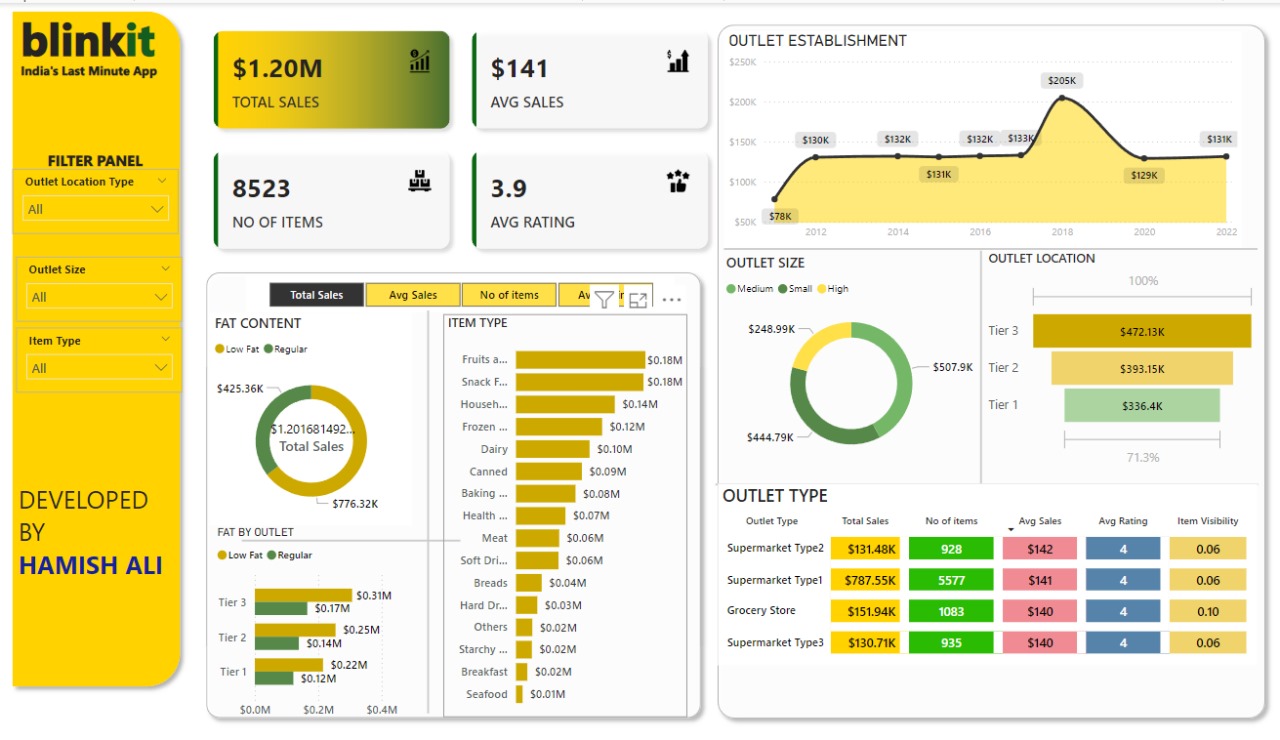 blinkit
India's Last Minute App
FILTER PANEL
Outlet Location Type
All
Outlet Size
All
Item Type
All
DEVELOPED
BY
HAMISH ALI
$1.20M
TOTAL SALES
$141
AVG SALES
8523
NO OF ITEMS
3.9
AVG RATING
Total Sales Avg Sales No of items
FAT CONTENT
Low Fat Regular
$425.36K
$1.201681492...
Total Sales
$776.32K
FAT BY OUTLET
Low Fat Regular
Tier 3 $0.31M
$0.17M
Tier 2 $0.25M
$0.14M
Tier 1 $0.22M
$0.12M
$0.0M $0.2M $0.4M
ITEM TYPE
Fruits a... $0.18M
Snack F... $0.18M
Househ... $0.14M
Frozen ... $0.12M
Dairy $0.10M
Canned $0.09M
Baking ... $0.08M
Health ... $0.07M
Meat $0.06M
Soft Dri... $0.06M
Breads $0.04M
Hard Dr... $0.03M
Others $0.02M
Starchy ... $0.02M
Breakfast $0.02M
Seafood $0.01M
OUTLET ESTABLISHMENT
$250K
$200K
$150K
$100K
$50K
$78K
$130K
$132K
$131K
$132K
$133K
$205K
$129K
$131K
2012 2014 2016 2018 2020 2022
OUTLET SIZE
Medium Small High
$248.99K
$507.9K
$444.79K
OUTLET LOCATION
100%
Tier 3 $472.13K
Tier 2 $393.15K
Tier 1 $336.4K
71.3%
OUTLET TYPE
Outlet Type Total Sales No of items Avg Sales Avg Rating Item Visibility
Supermarket Type2 $131.48K 928 $142 4 0.06
Supermarket Type1 $787.55K 5577 $141 4 0.06
Grocery Store $151.94K 1083 $140 4 0.10
Supermarket Type3 $130.71K 935 $140 4 0.06